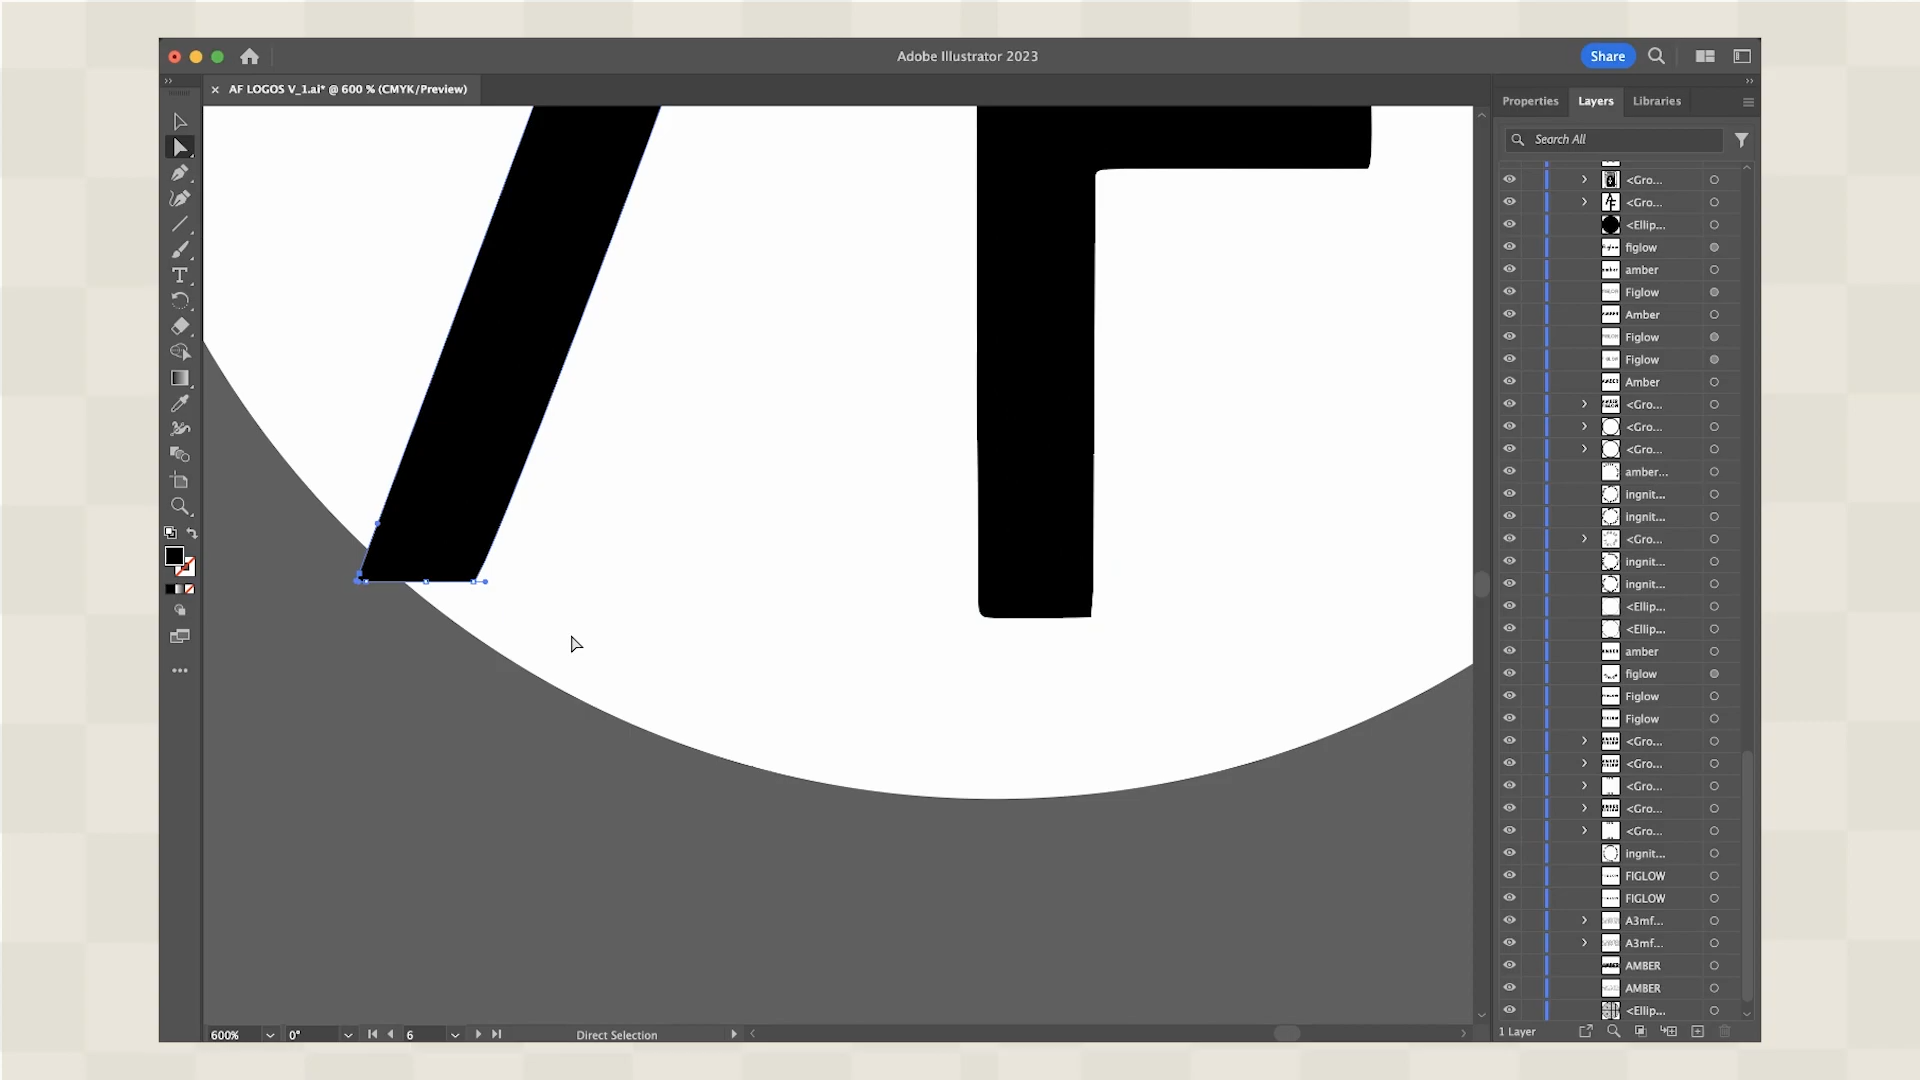 Adobe Illustrator 2023
Share
AF LOGOS V_1.ai* @ 600 % (CMYK/Preview)
Properties
Layers
Libraries
Search All
<Gro...
<Gro...
<Ellip...
figlow
amber
Figlow
Amber
Figlow
Figlow
Amber
<Gro...
<Gro...
<Gro...
amber...
ingnit...
ingnit...
<Gro...
ingnit...
ingnit...
<Ellip...
<Ellip...
amber
figlow
Figlow
Figlow
<Gro...
<Gro...
<Gro...
<Gro...
<Gro...
ingnit...
FIGLOW
FIGLOW
A3mf...
A3mf...
AMBER
AMBER
<Ellip...
600%
0°
6
Direct Selection
1 Layer